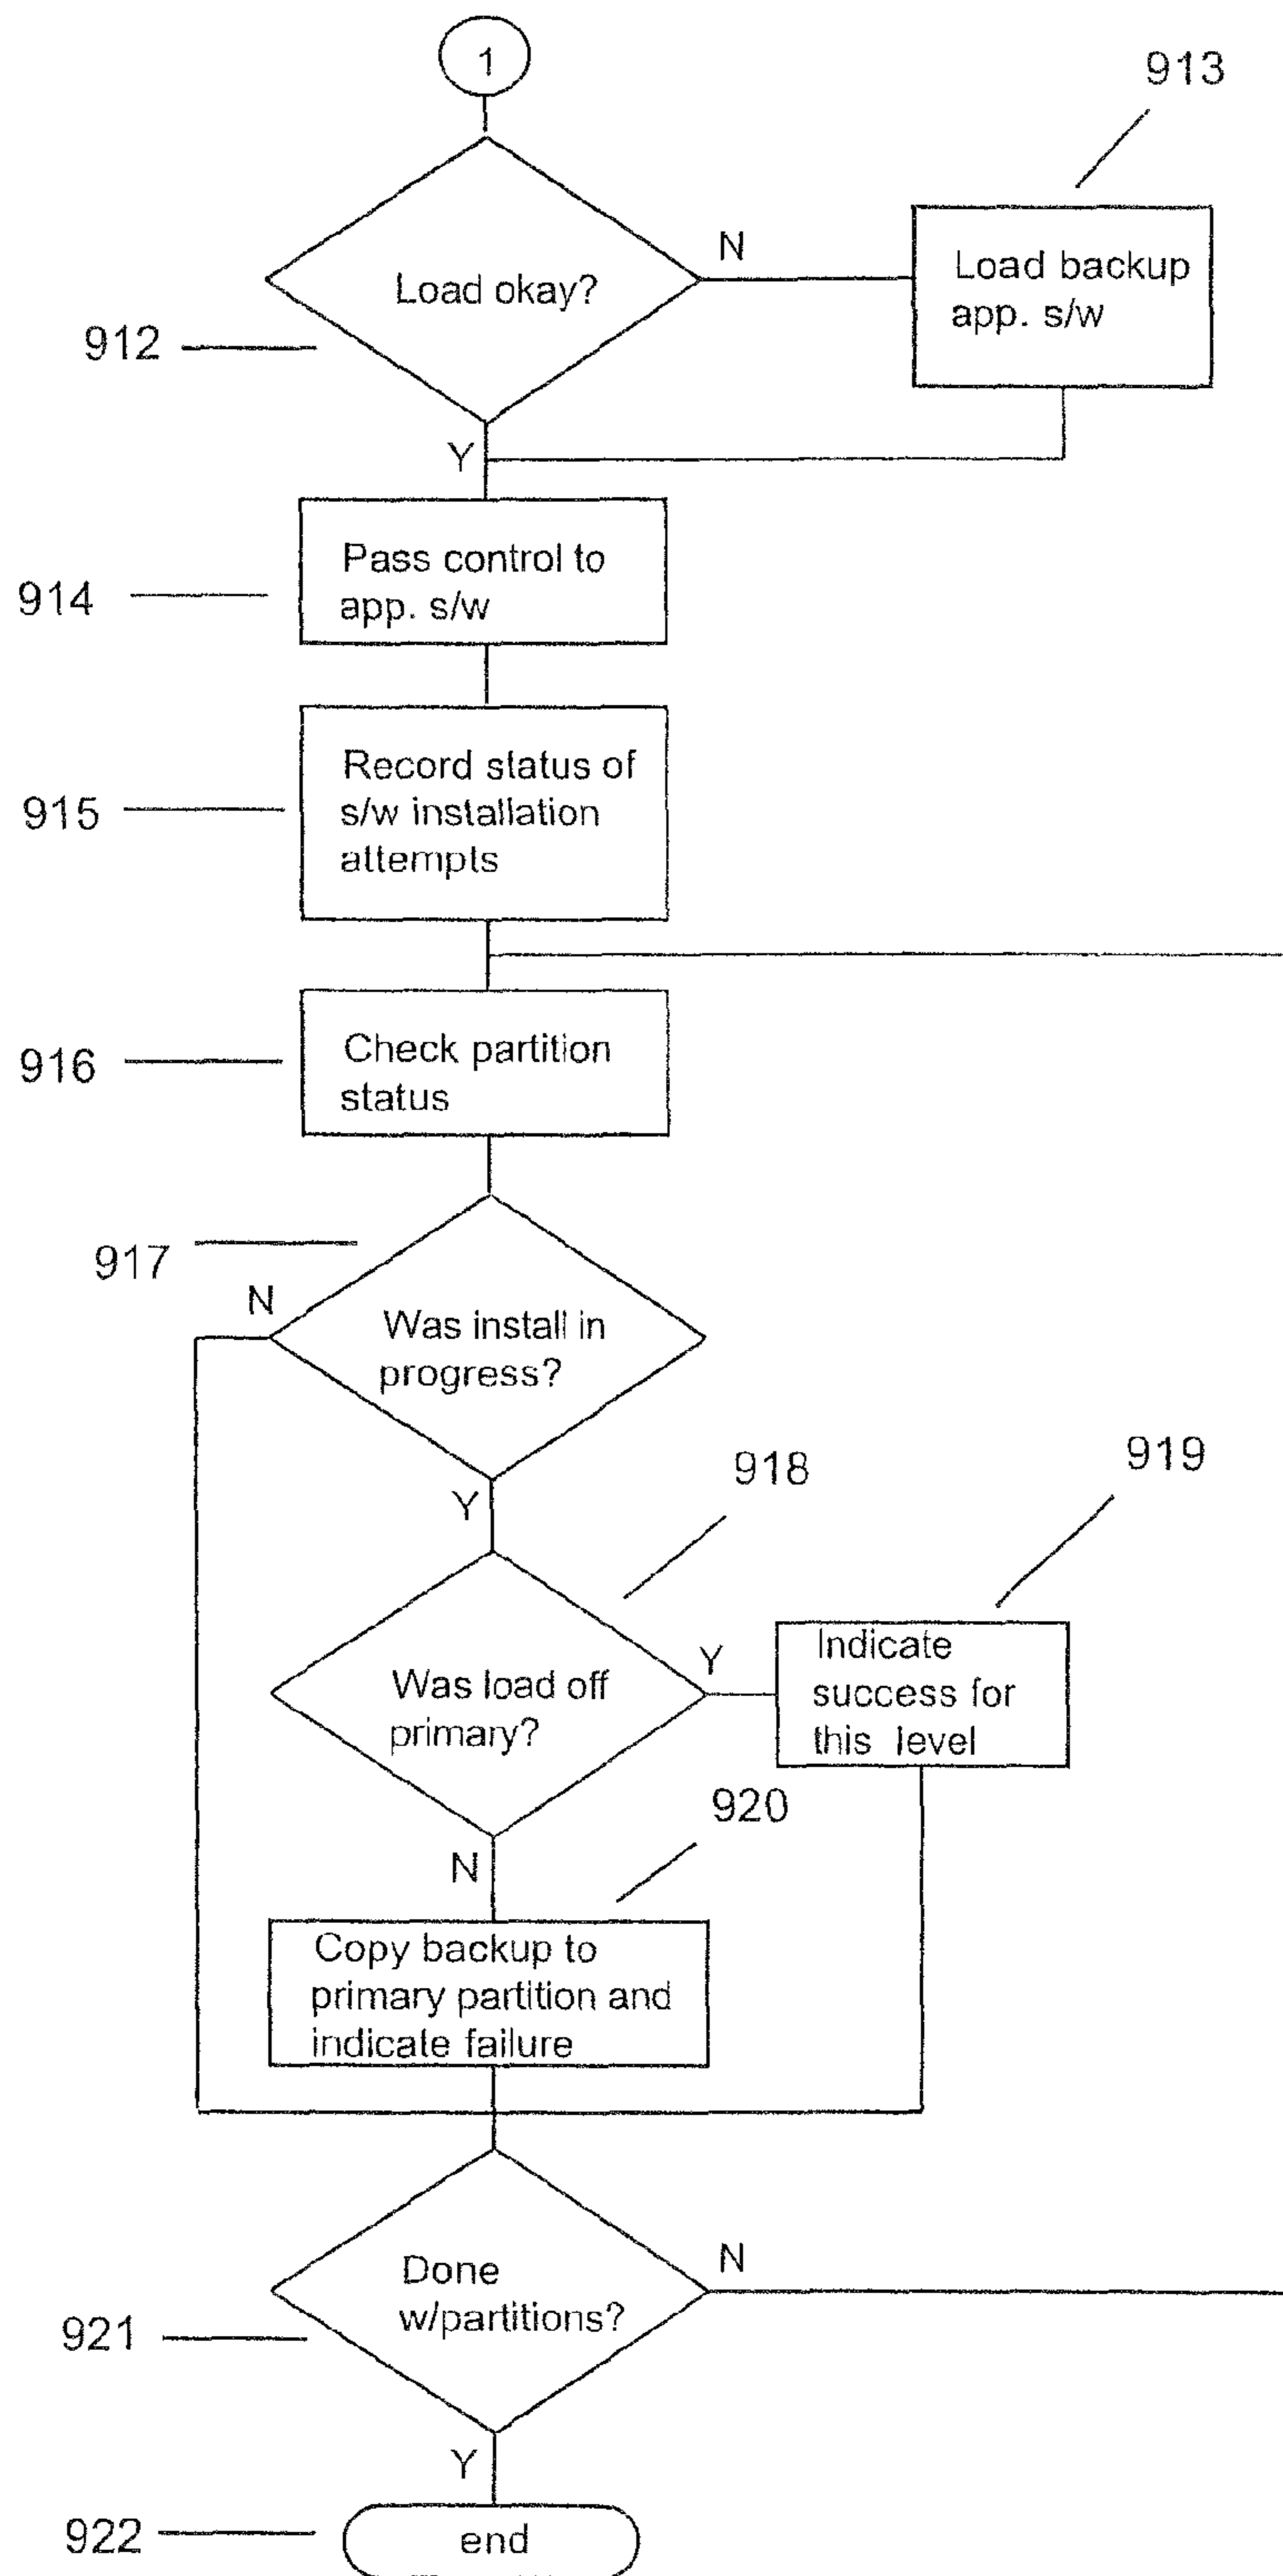 1
913
Load okay?
N
Load backup
app. s/w
912
Y
Pass control to
app. s/w
914
Record status of
s/w installation
attempts
915
Check partition
status
916
917
N
Was install in
progress?
Y
918
919
Was load off
primary?
Y
Indicate
success for
this level
920
N
Copy backup to
primary partition and
indicate failure
Done
w/partitions?
N
921
Y
922
end